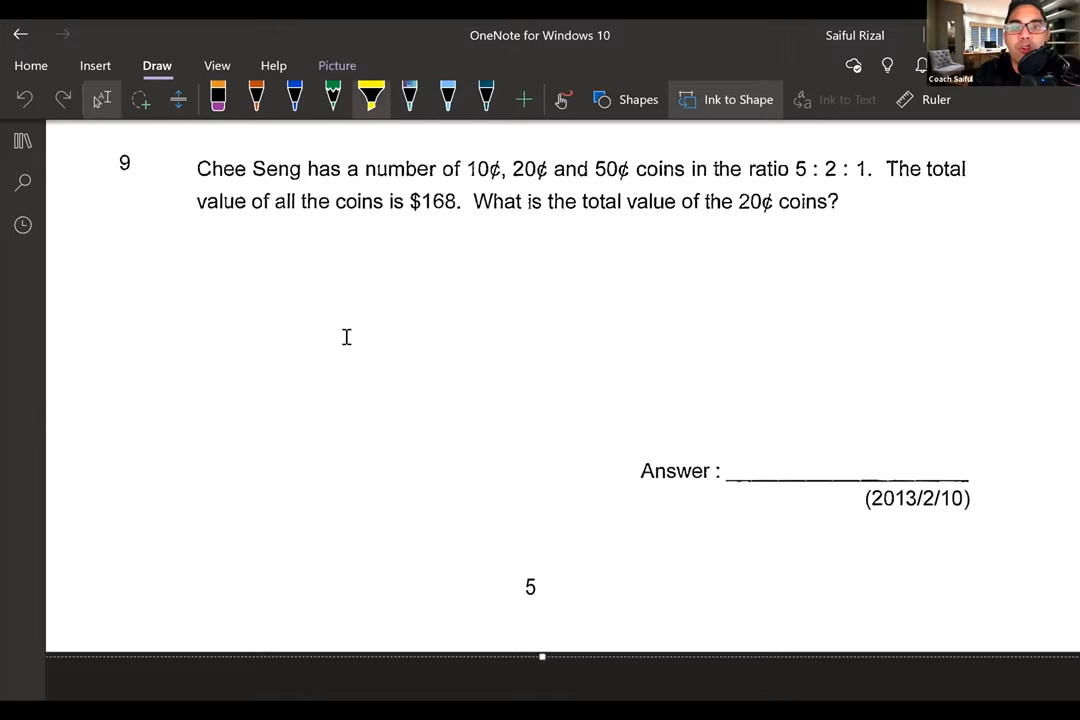 OneNote for Windows 10
Saiful Rizal
Home Insert Draw View Help Picture
Coach Saiful
Shapes Ink to Shape Ink to Text Ruler
9 Chee Seng has a number of 10¢, 20¢ and 50¢ coins in the ratio 5 : 2 : 1. The total
value of all the coins is $168. What is the total value of the 20¢ coins?
Answer : ____________________
(2013/2/10)
5